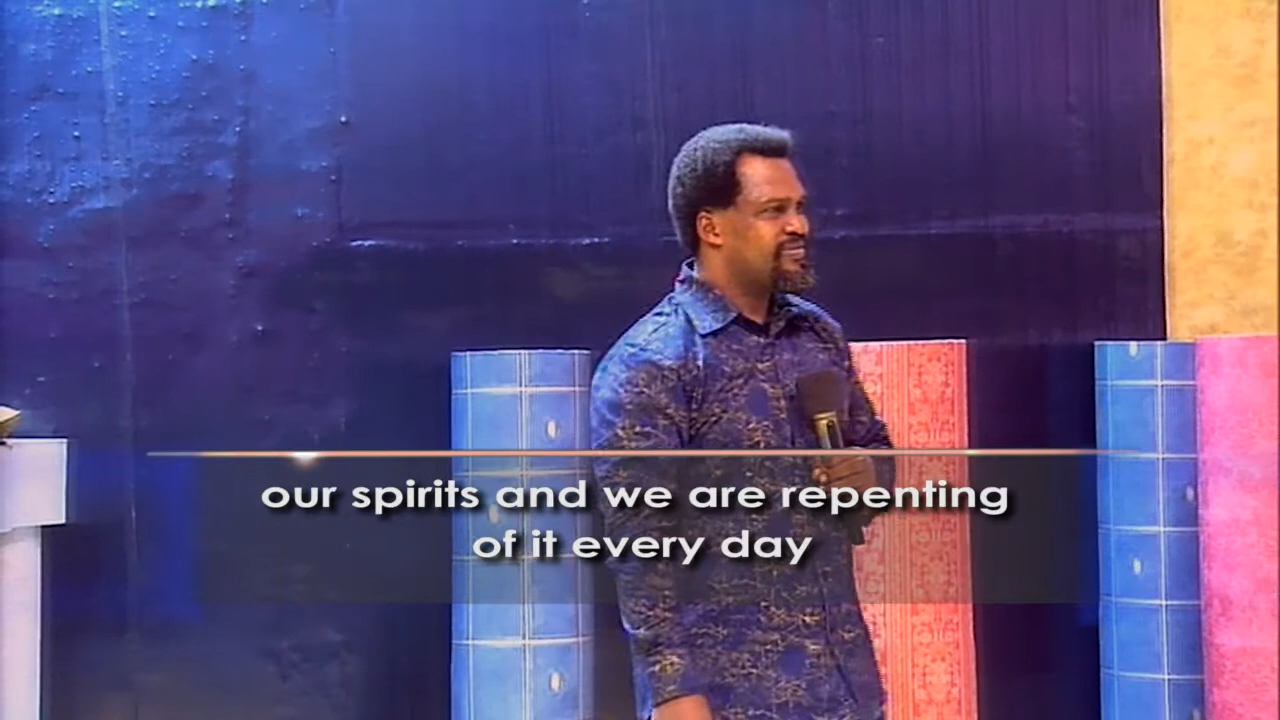 our spirits and we are repenting
of it every day